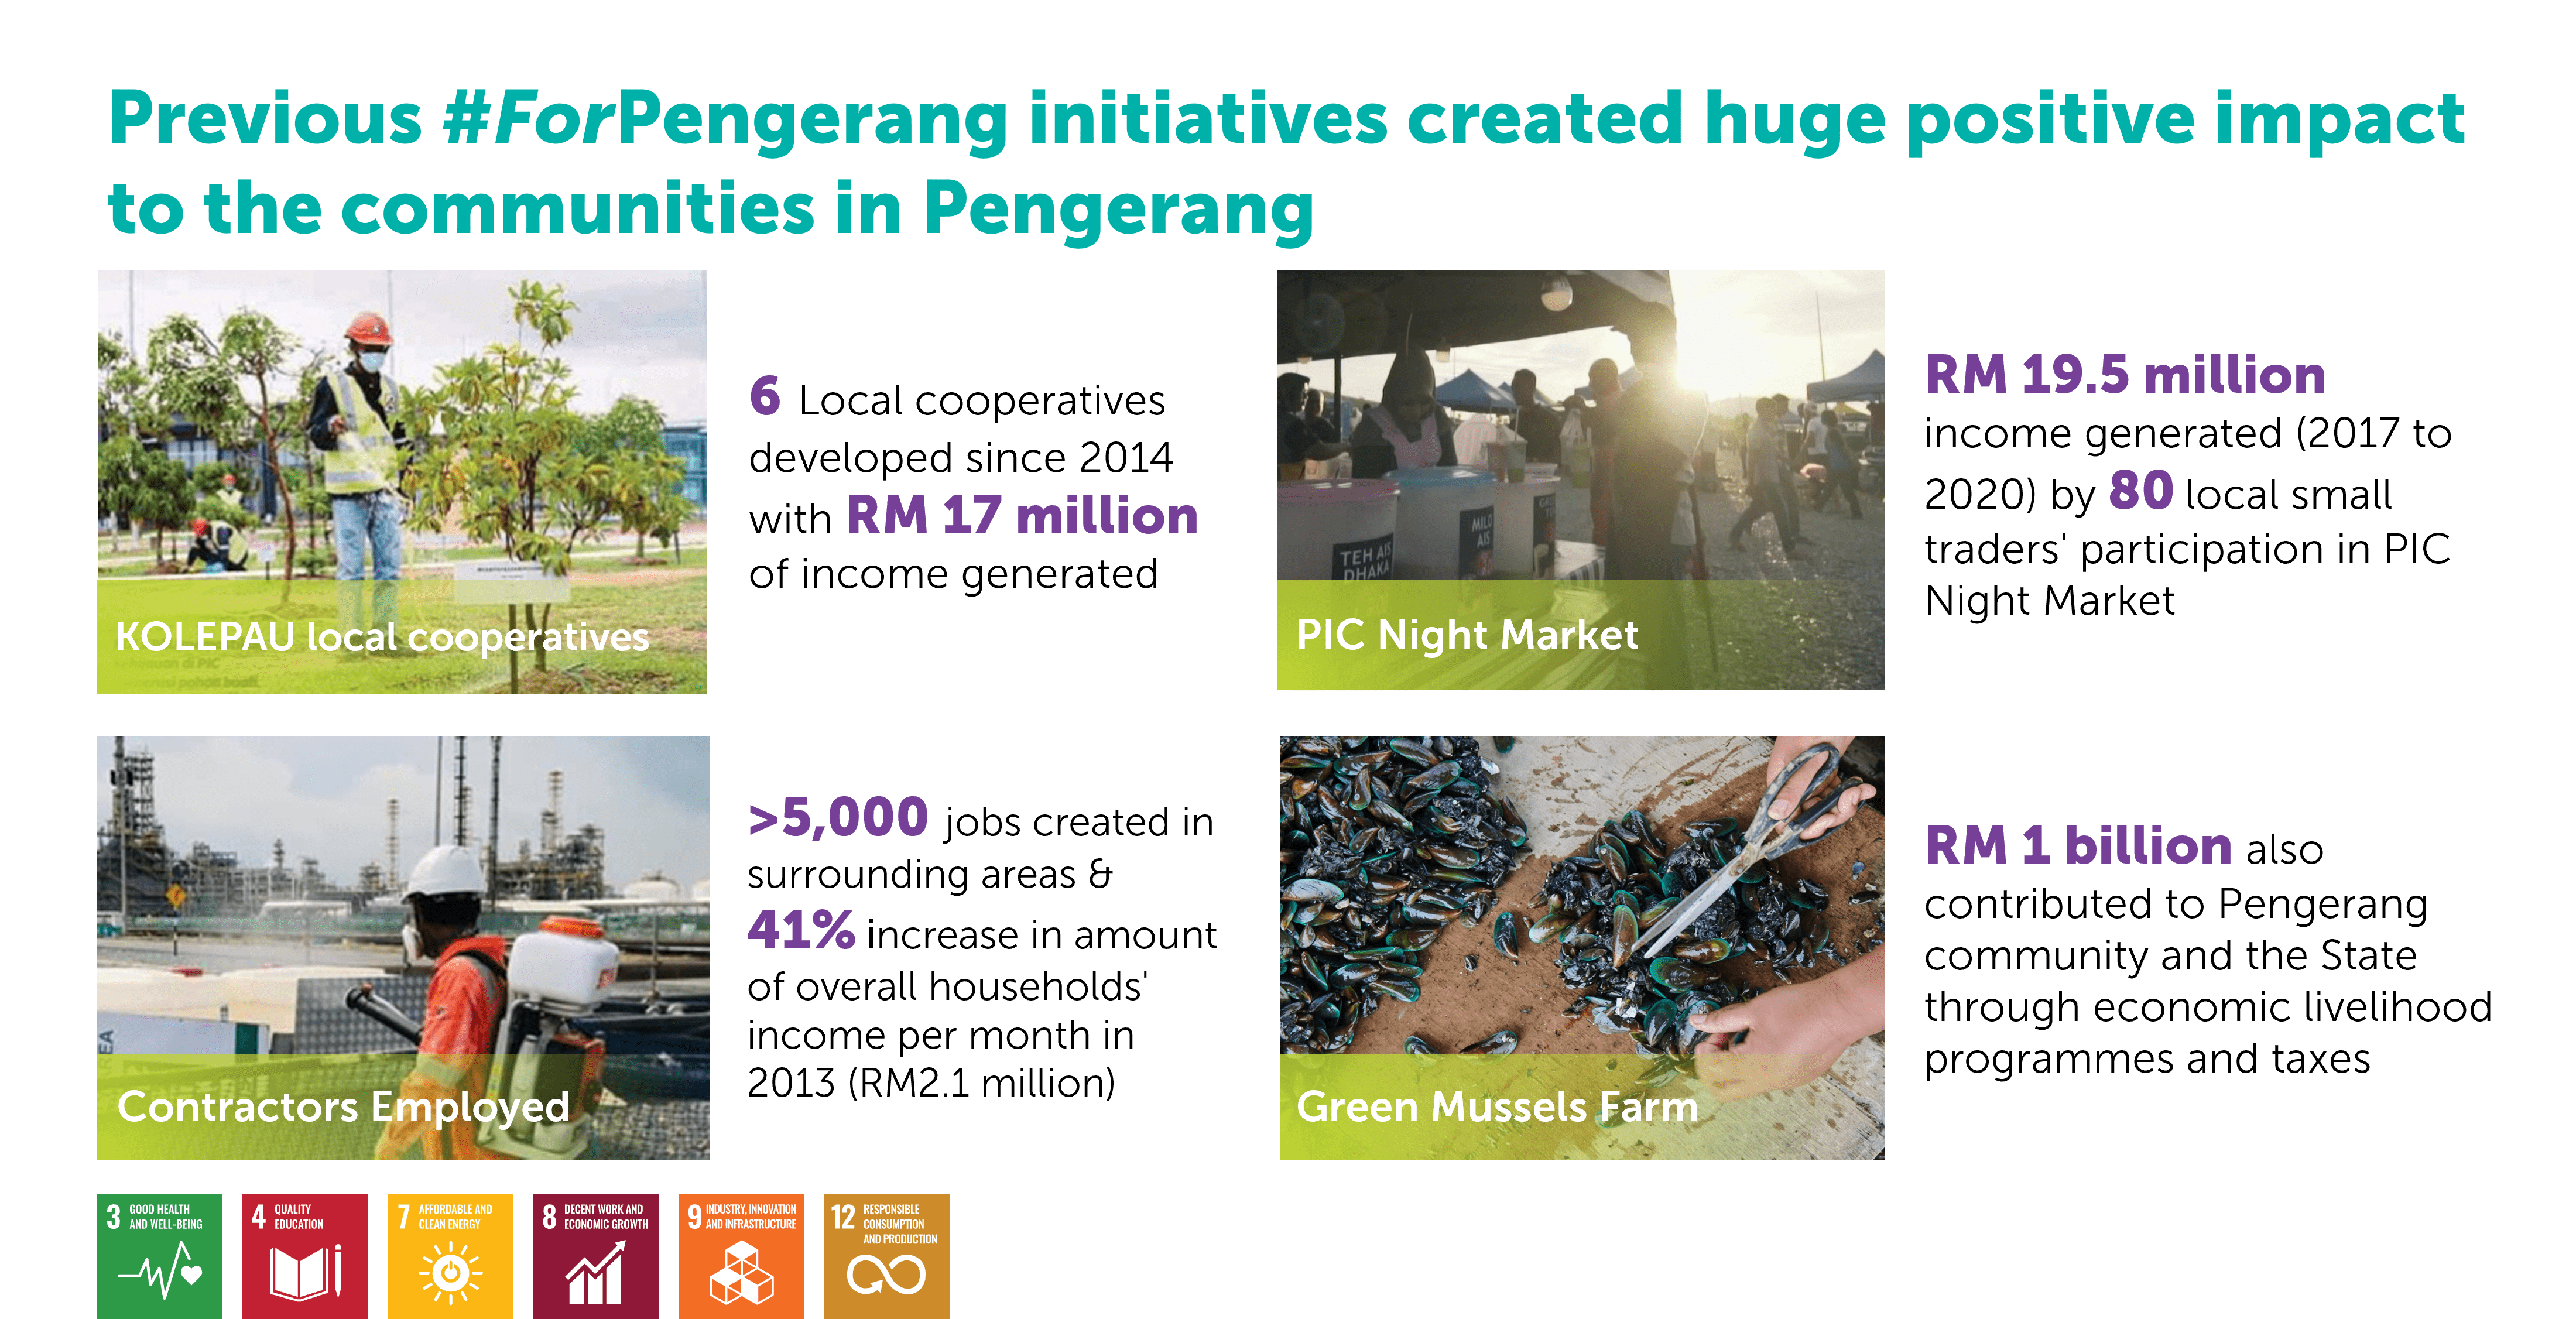 Previous #ForPengerang initiatives created huge positive impact
to the communities in Pengerang
KOLEPAU local cooperatives
6 Local cooperatives
developed since 2014
with RM 17 million
of income generated
TEH AIS
DHAKA
MILO
AIS
PIC Night Market
RM 19.5 million
income generated (2017 to
2020) by 80 local small
traders' participation in PIC
Night Market
Contractors Employed
>5,000 jobs created in
surrounding areas &
41% increase in amount
of overall households'
income per month in
2013 (RM2.1 million)
Green Mussels Farm
RM 1 billion also
contributed to Pengerang
community and the State
through economic livelihood
programmes and taxes
3 GOOD HEALTH
AND WELL-BEING
4 QUALITY
EDUCATION
7 AFFORDABLE AND
CLEAN ENERGY
8 DECENT WORK AND
ECONOMIC GROWTH
9 INDUSTRY, INNOVATION
AND INFRASTRUCTURE
12 RESPONSIBLE
CONSUMPTION
AND PRODUCTION